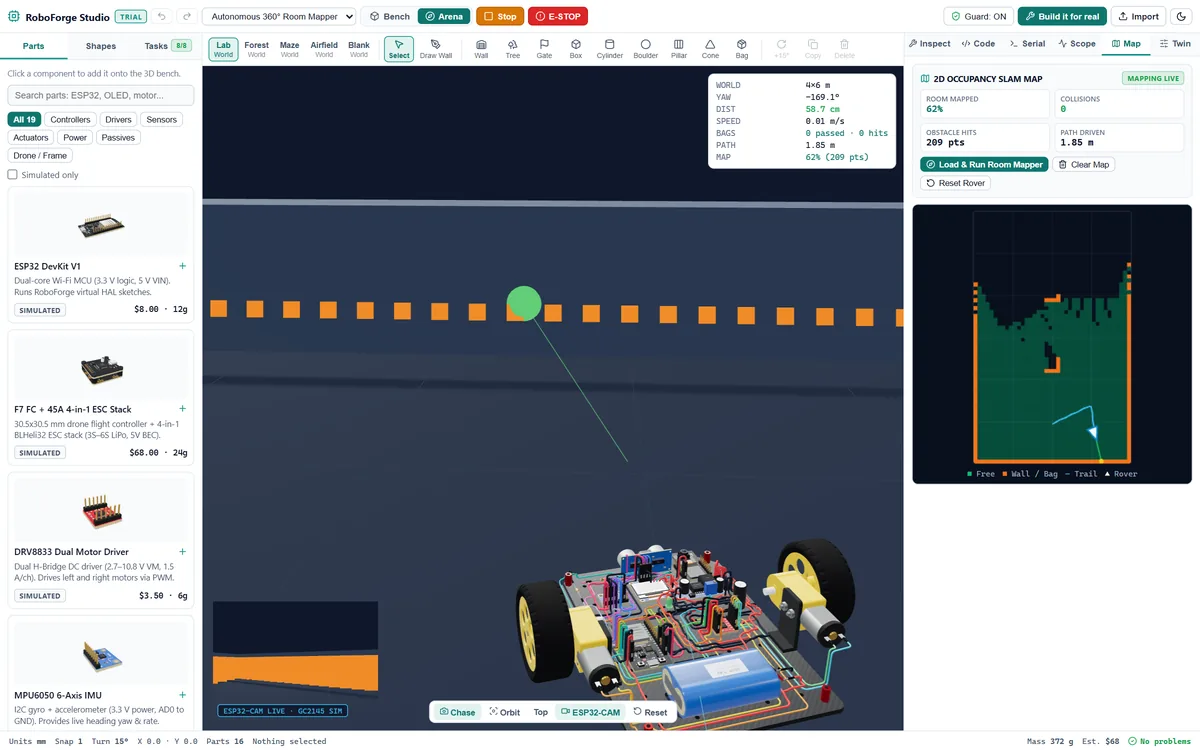 RoboForge Studio TRIAL Autonomous 360° Room Mapper Bench Arena Stop E-STOP Guard: ON Build it for real Import
Parts Shapes Tasks 8/8
Click a component to add it onto the 3D bench.
Search parts: ESP32, OLED, motor...
All 19 Controllers Drivers Sensors
Actuators Power Passives
Drone / Frame
Simulated only
ESP32 DevKit V1 +
Dual-core Wi-Fi MCU (3.3 V logic, 5 V VIN).
Runs RoboForge virtual HAL sketches.
SIMULATED $8.00 · 12g
F7 FC + 45A 4-in-1 ESC Stack +
30.5x30.5 mm drone flight controller + 4-in-1
BLHeli32 ESC stack (3S–6S LiPo, 5V BEC).
SIMULATED $68.00 · 24g
DRV8833 Dual Motor Driver +
Dual H-Bridge DC driver (2.7–10.8 V VM, 1.5
A/ch). Drives left and right motors via PWM.
SIMULATED $3.50 · 6g
MPU6050 6-Axis IMU +
I2C gyro + accelerometer (3.3 V power, AD0 to
GND). Provides live heading yaw & rate.
SIMULATED $4.00 · 3g
Lab World
Forest World
Maze World
Airfield World
Blank World
Select Draw Wall Wall Tree Gate Box Cylinder Boulder Pillar Cone Bag +15° Copy Delete
WORLD 4×6 m
YAW −169.1°
DIST 58.7 cm
SPEED 0.01 m/s
BAGS 0 passed · 0 hits
PATH 1.85 m
MAP 62% (209 pts)
ESP32-CAM LIVE · GC2145 SIM
Chase Orbit Top ESP32-CAM Reset
Inspect Code Serial Scope Map Twin
2D OCCUPANCY SLAM MAP MAPPING LIVE
ROOM MAPPED
62%
COLLISIONS
0
OBSTACLE HITS
209 pts
PATH DRIVEN
1.85 m
Load & Run Room Mapper Clear Map
Reset Rover
Free Wall / Bag Trail Rover
Units mm Snap 1 Turn 15° X 0.0 · Y 0.0 Parts 16 Nothing selected Mass 372 g Est. $68 No problems